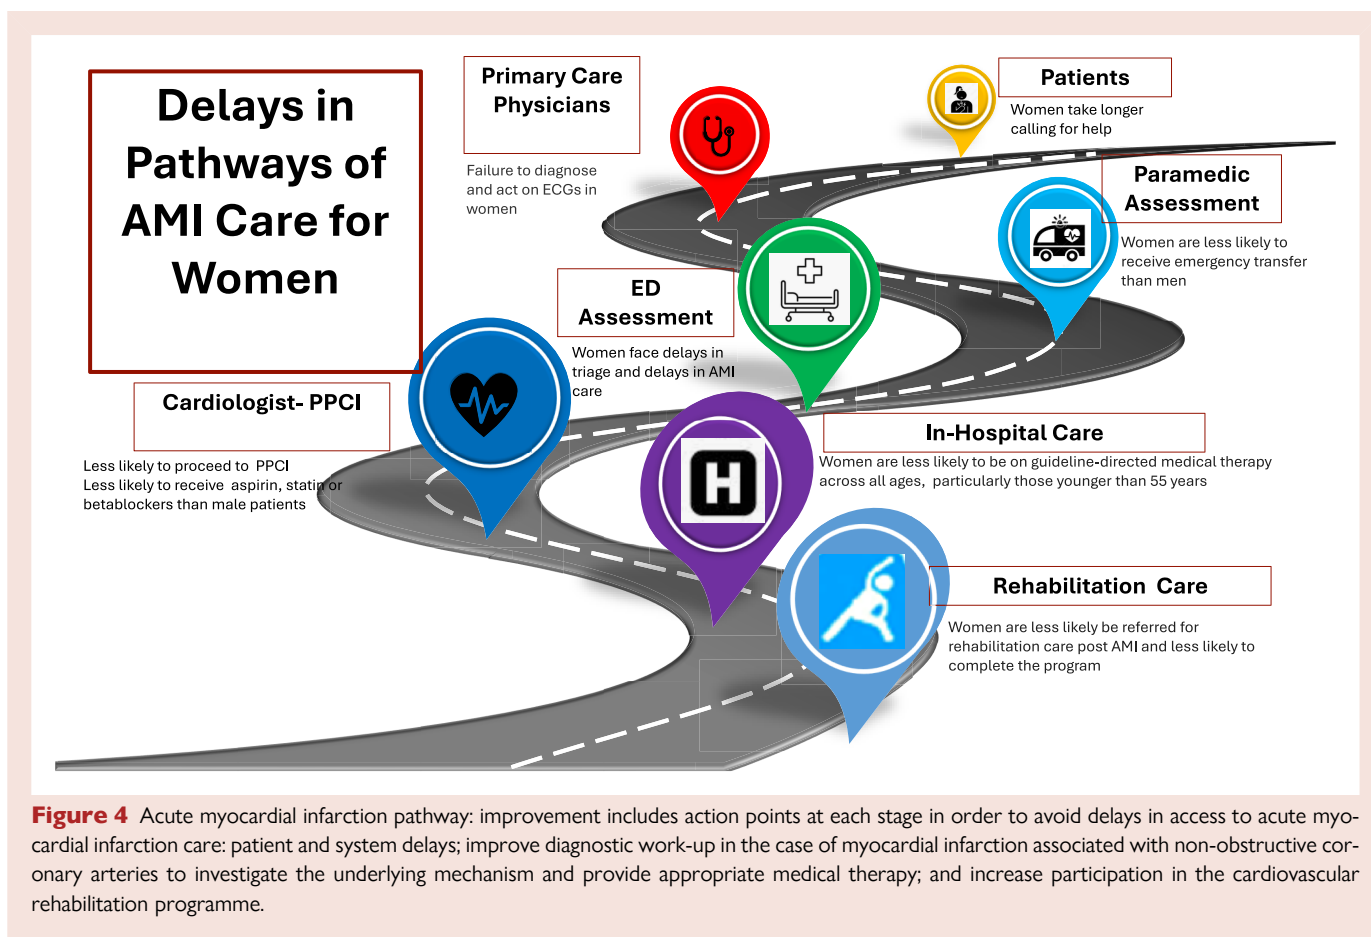 Delays in
Pathways of
AMI Care for
Women
Primary Care
Physicians
Failure to diagnose
and act on ECGs in
women
Patients
Women take longer
calling for help
Paramedic
Assessment
Women are less likely to
receive emergency transfer
than men
ED
Assessment
Women face delays in
triage and delays in AMI
care
Cardiologist- PPCI
Less likely to proceed to PPCI
Less likely to receive aspirin, statin or
betablockers than male patients
H
In-Hospital Care
Women are less likely to be on guideline-directed medical therapy
across all ages, particularly those younger than 55 years
Rehabilitation Care
Women are less likely be referred for
rehabilitation care post AMI and less likely to
complete the program
Figure 4 Acute myocardial infarction pathway: improvement includes action points at each stage in order to avoid delays in access to acute myo-
cardial infarction care: patient and system delays; improve diagnostic work-up in the case of myocardial infarction associated with non-obstructive cor-
onary arteries to investigate the underlying mechanism and provide appropriate medical therapy; and increase participation in the cardiovascular
rehabilitation programme.